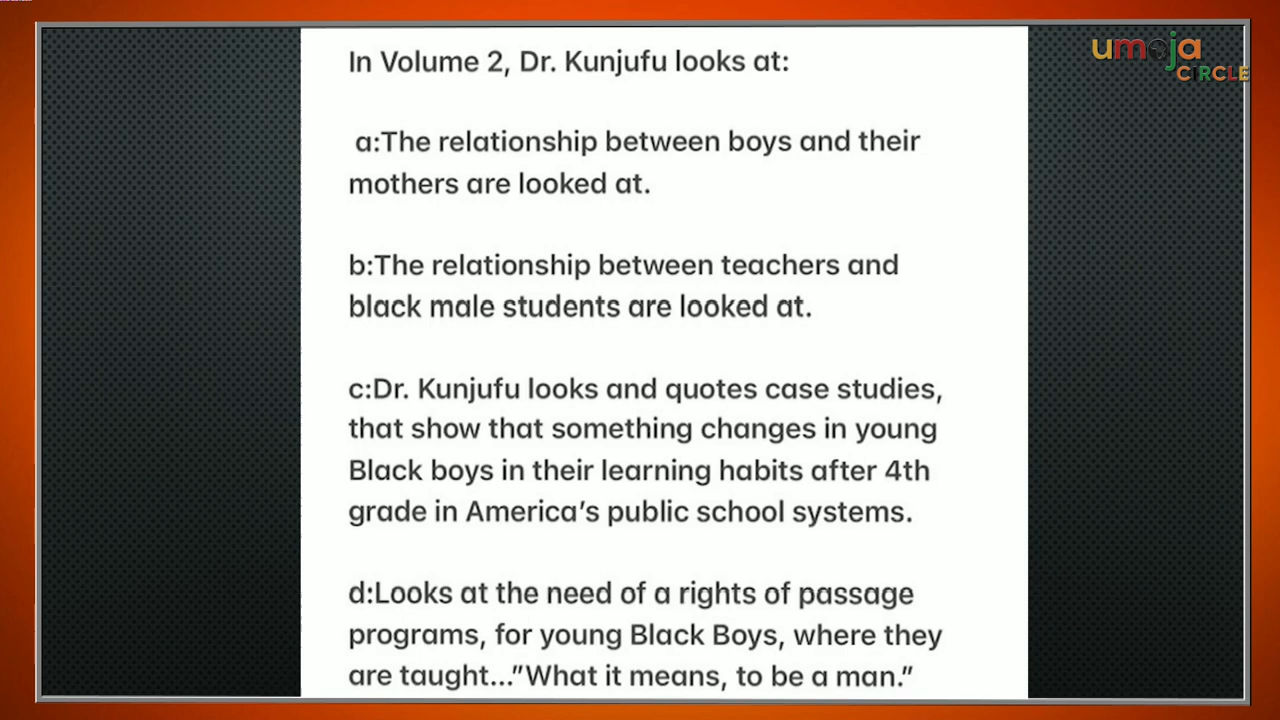 umoja
CIRCLE
In Volume 2, Dr. Kunjufu looks at:
a:The relationship between boys and their
mothers are looked at.
b:The relationship between teachers and
black male students are looked at.
c:Dr. Kunjufu looks and quotes case studies,
that show that something changes in young
Black boys in their learning habits after 4th
grade in America’s public school systems.
d:Looks at the need of a rights of passage
programs, for young Black Boys, where they
are taught...”What it means, to be a man.”